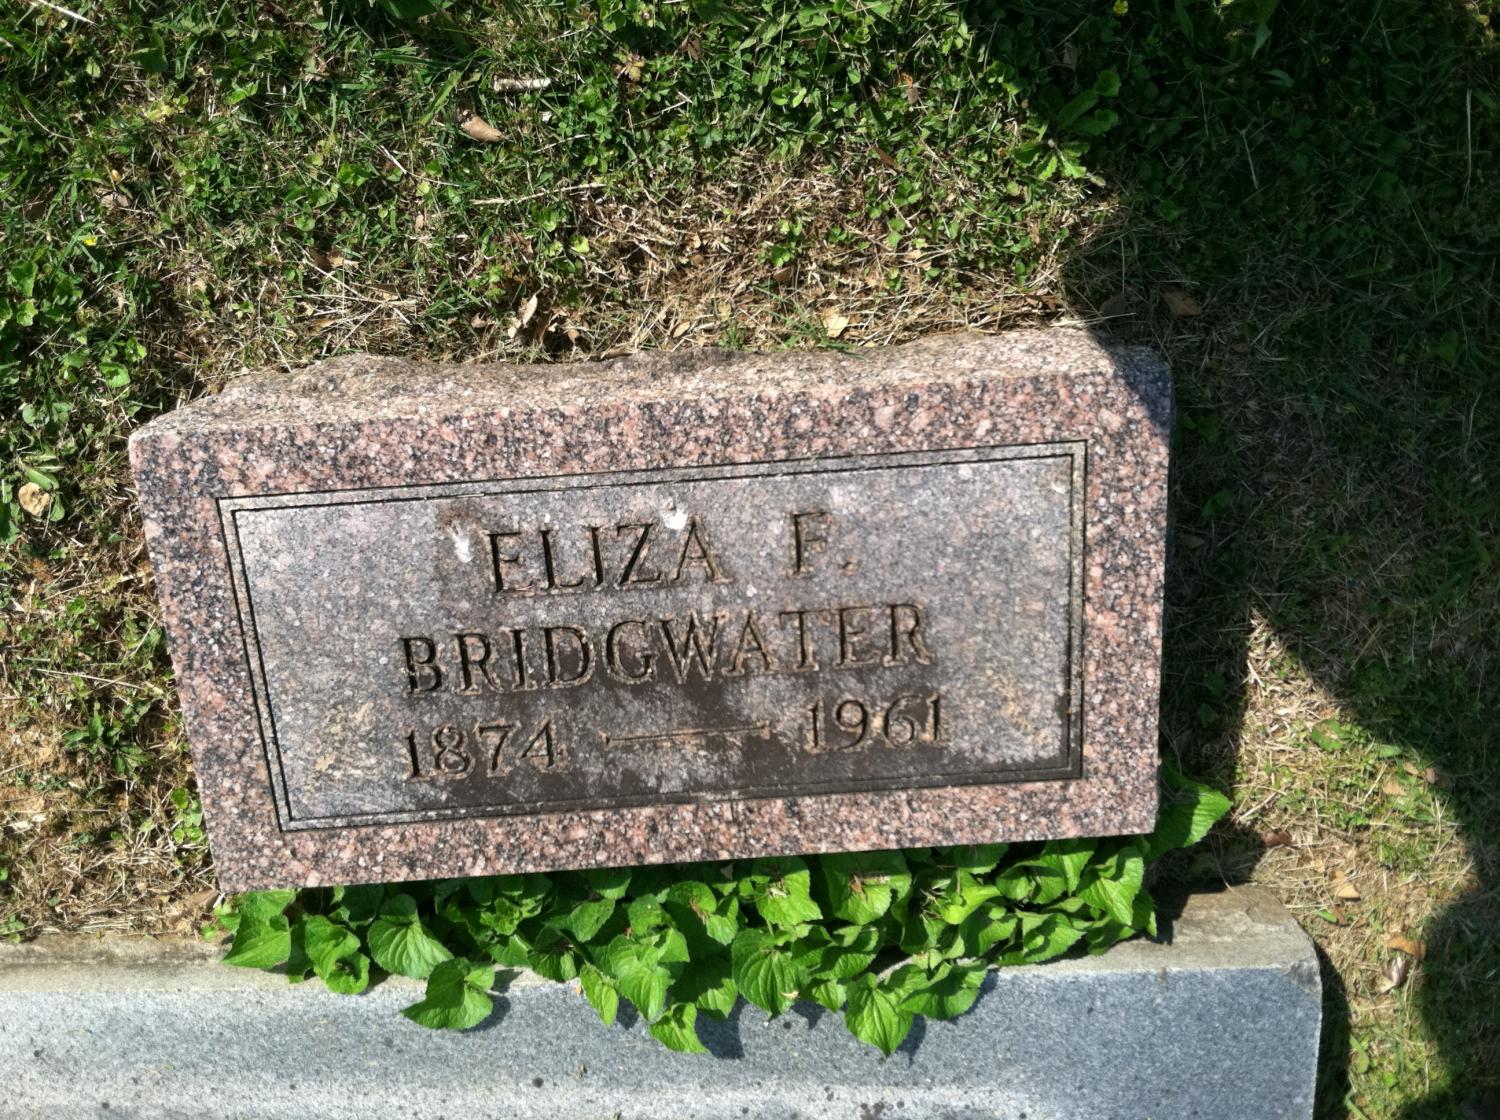 ELIZA F.
BRIDGWATER
1874 — 1961